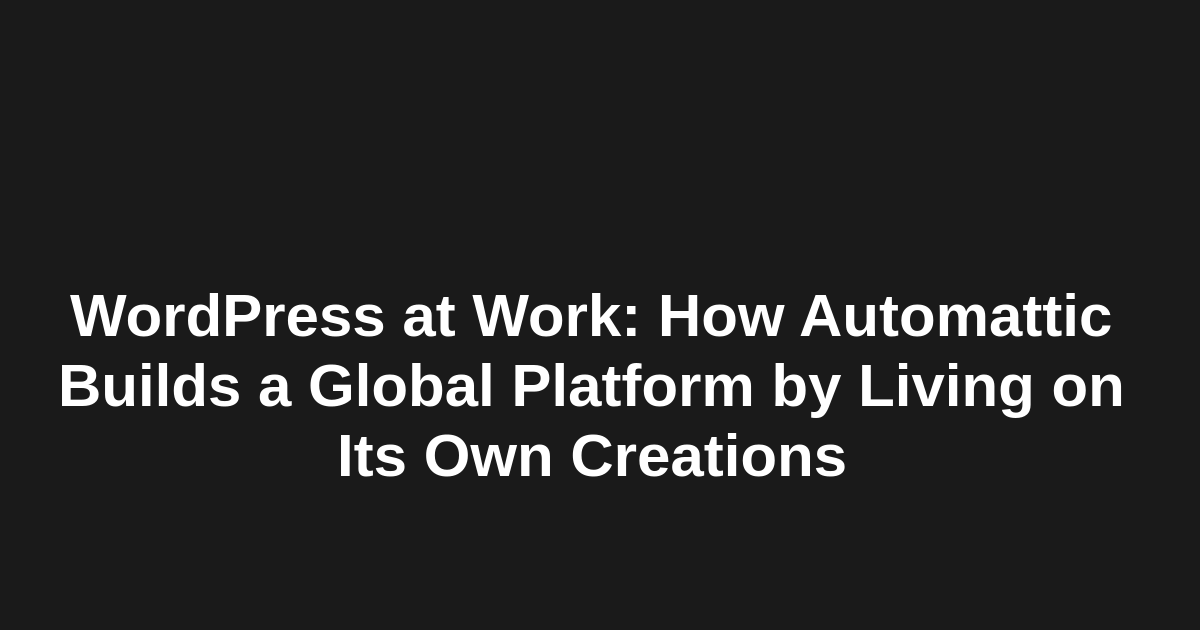 WordPress at Work: How Automattic
Builds a Global Platform by Living on
Its Own Creations